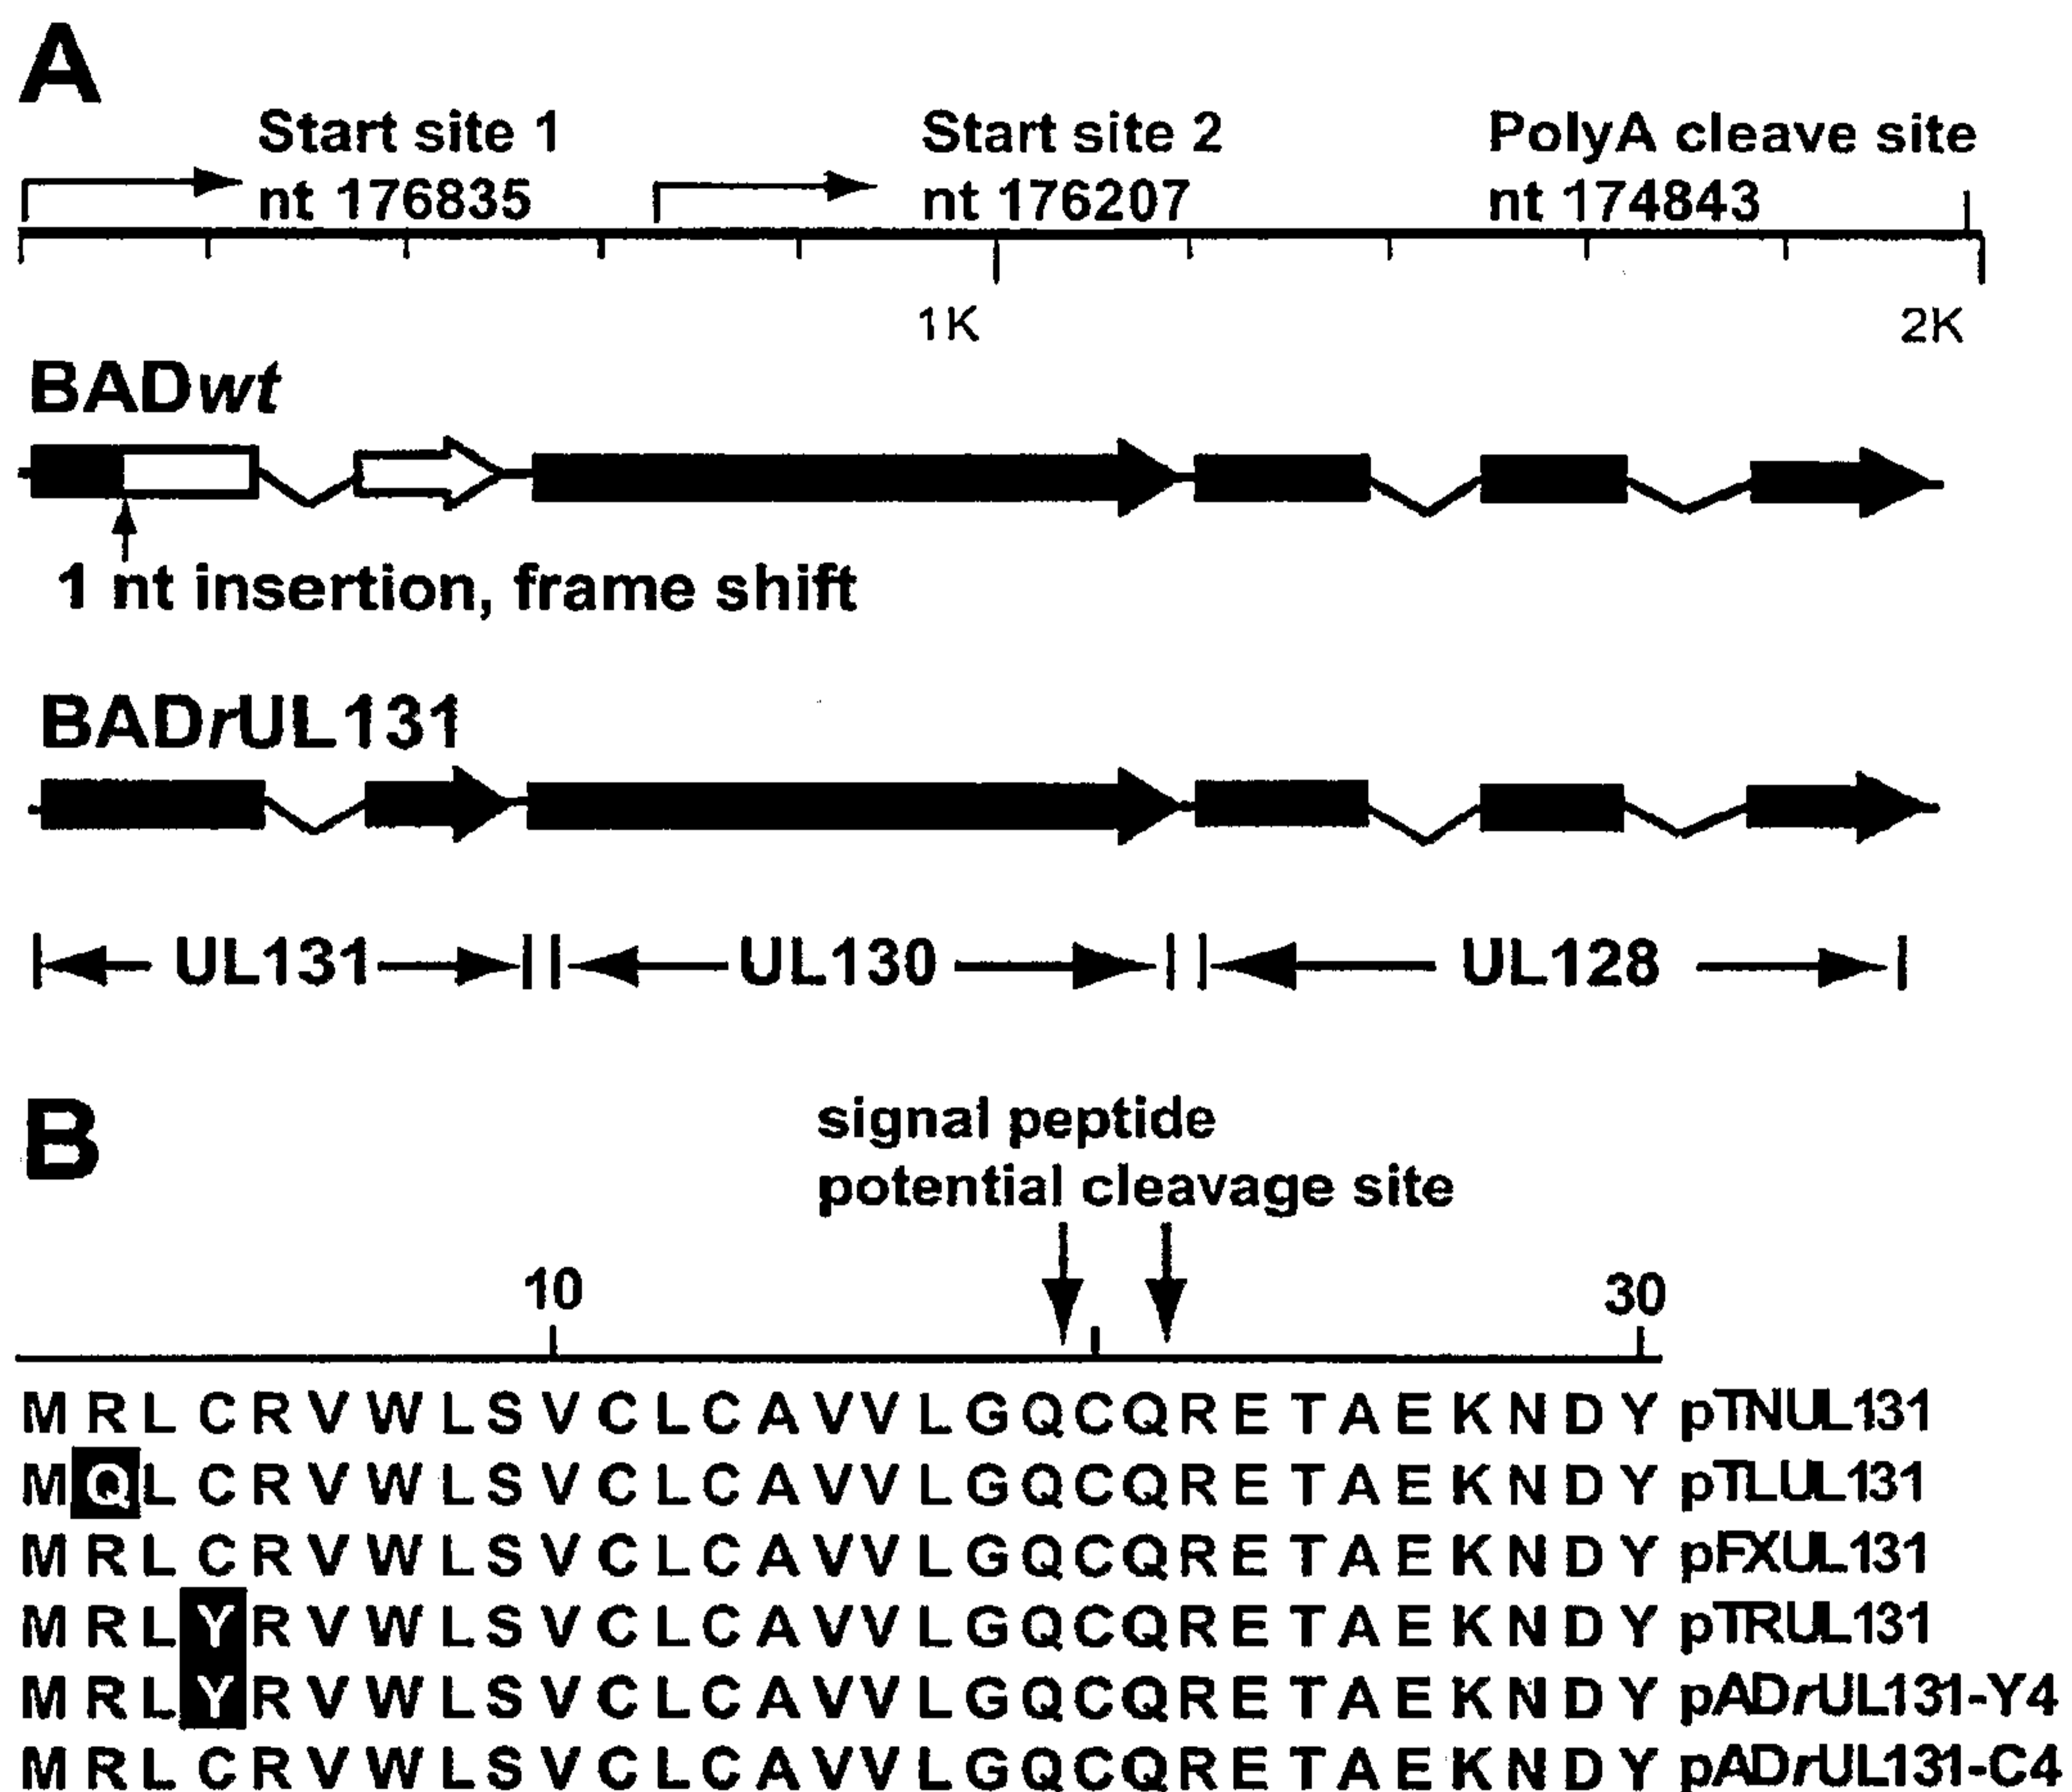 A
Start site 1
nt 176835
Start site 2
nt 176207
PolyA cleave site
nt 174843
1K
2K
BADwt
1 nt insertion, frame shift
BADrUL131
UL131
UL130
UL128
B
signal peptide
potential cleavage site
10
30
M R L C R V W L S V C L C A V V L G Q C Q R E T A E K N D Y pTNUL131
M Q L C R V W L S V C L C A V V L G Q C Q R E T A E K N D Y pTLUL131
M R L C R V W L S V C L C A V V L G Q C Q R E T A E K N D Y pFXUL131
M R L Y R V W L S V C L C A V V L G Q C Q R E T A E K N D Y pTRUL131
M R L Y R V W L S V C L C A V V L G Q C Q R E T A E K N D Y pADrUL131-Y4
M R L C R V W L S V C L C A V V L G Q C Q R E T A E K N D Y pADrUL131-C4